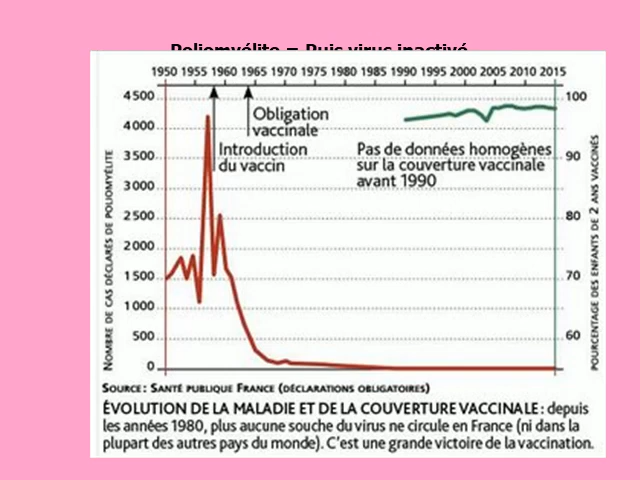 Poliomyélite – Puis virus inactivé
1950 1955 1960 1965 1970 1975 1980 1985 1990 1995 2000 2005 2010 2015
4500
4000
3500
3000
2500
2000
1500
1000
500
0
100
90
80
70
60
Obligation
vaccinale
Introduction
du vaccin
Pas de données homogènes
sur la couverture vaccinale
avant 1990
NOMBRE DE CAS DÉCLARÉS DE POLIOMYÉLITE
POURCENTAGE DES ENFANTS DE 2 ANS VACCINÉS
SOURCE : SANTÉ PUBLIQUE FRANCE (DÉCLARATIONS OBLIGATOIRES)
ÉVOLUTION DE LA MALADIE ET DE LA COUVERTURE VACCINALE : depuis
les années 1980, plus aucune souche du virus ne circule en France (ni dans la
plupart des autres pays du monde). C'est une grande victoire de la vaccination.